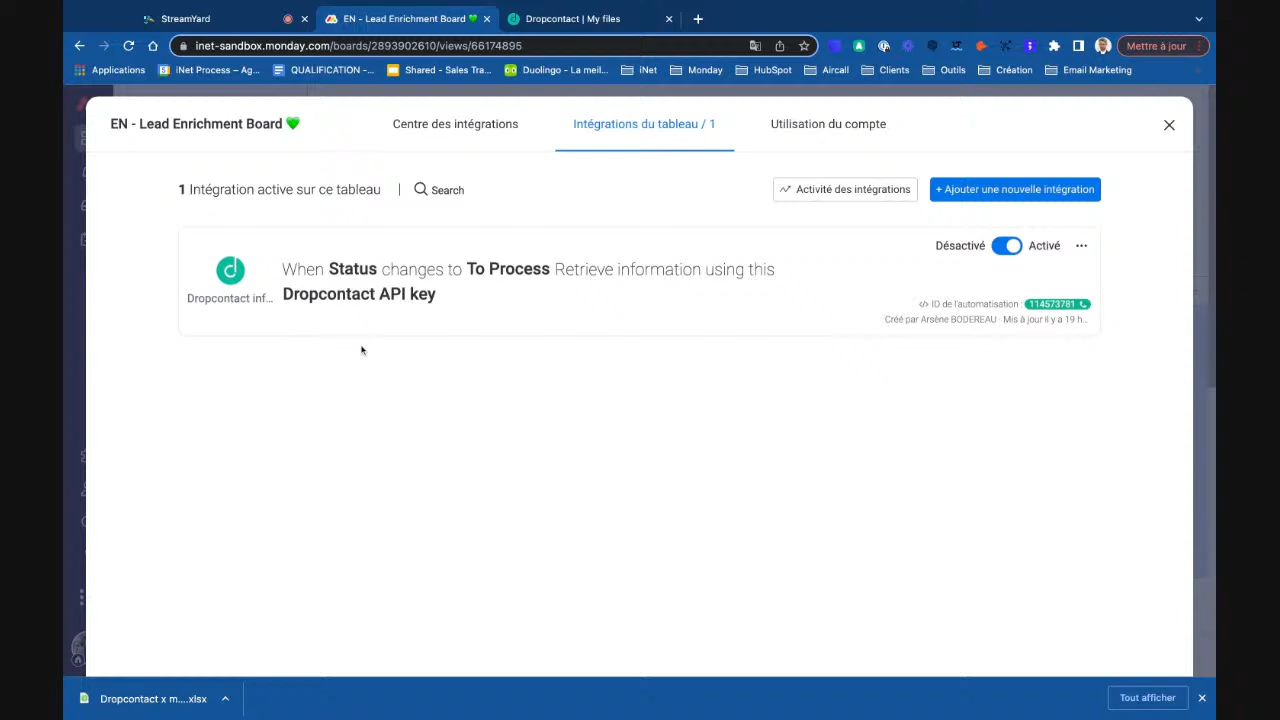 StreamYard
EN - Lead Enrichment Board 💚
Dropcontact | My files
inet-sandbox.monday.com/boards/2893902610/views/66174895
Mettre à jour
Applications
iNet Process – Ag...
QUALIFICATION -...
Shared - Sales Tra...
Duolingo - La meil...
iNet
Monday
HubSpot
Aircall
Clients
Outils
Création
Email Marketing
EN - Lead Enrichment Board 💚
Centre des intégrations
Intégrations du tableau / 1
Utilisation du compte
1 Intégration active sur ce tableau
|
Search
Activité des intégrations
+ Ajouter une nouvelle intégration
Désactivé
Activé
When Status changes to To Process Retrieve information using this
Dropcontact API key
Dropcontact inf...
</> ID de l'automatisation : 114573781
Créé par Arsène BODEREAU · Mis à jour il y a 19 h...
Dropcontact x m....xlsx
Tout afficher